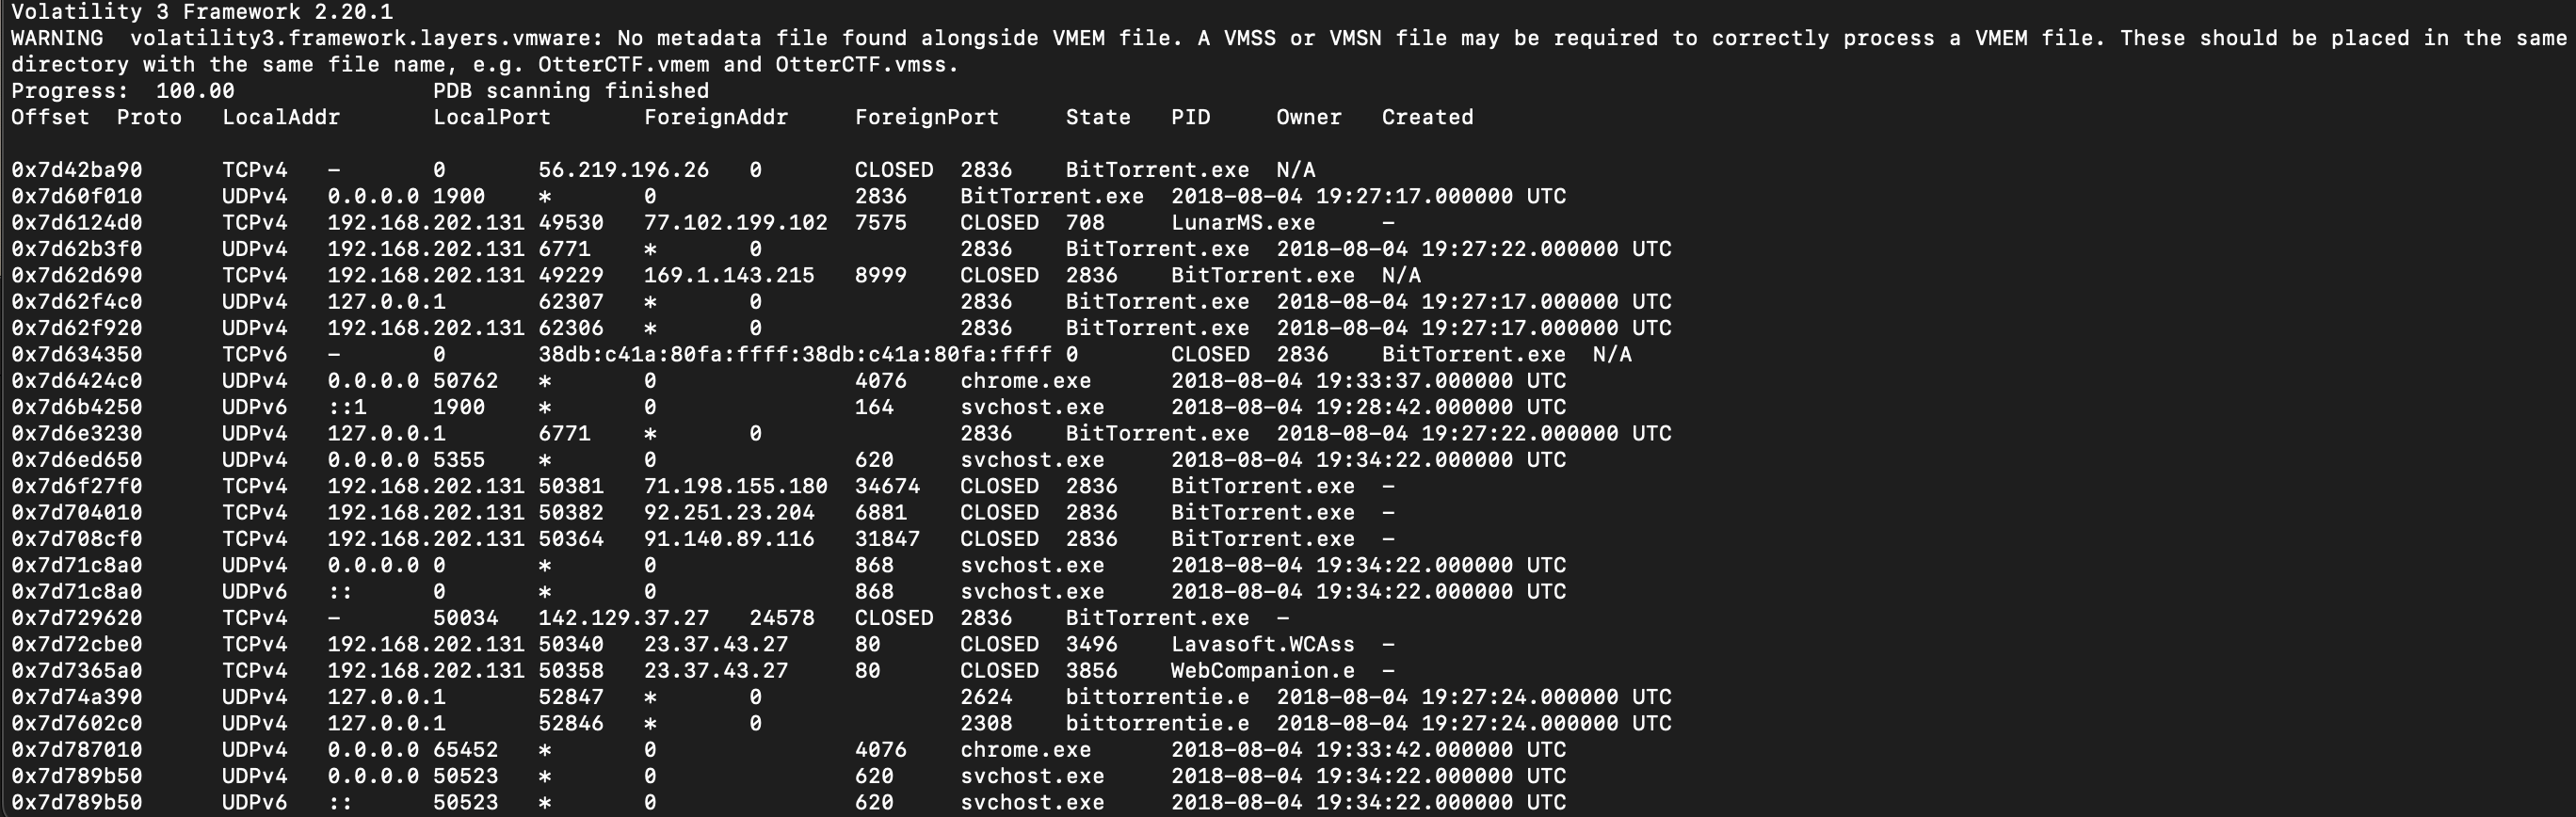 Volatility 3 Framework 2.20.1
WARNING  volatility3.framework.layers.vmware: No metadata file found alongside VMEM file. A VMSS or VMSN file may be required to correctly process a VMEM file. These should be placed in the same
directory with the same file name, e.g. OtterCTF.vmem and OtterCTF.vmss.
Progress:  100.00               PDB scanning finished
Offset  Proto   LocalAddr       LocalPort       ForeignAddr     ForeignPort     State   PID     Owner   Created
0x7d42ba90      TCPv4   -       0       56.219.196.26   0       CLOSED  2836    BitTorrent.exe  N/A
0x7d60f010      UDPv4   0.0.0.0 1900    *       0               2836    BitTorrent.exe  2018-08-04 19:27:17.000000 UTC
0x7d6124d0      TCPv4   192.168.202.131 49530   77.102.199.102  7575    CLOSED  708     LunarMS.exe     -
0x7d62b3f0      UDPv4   192.168.202.131 6771    *       0               2836    BitTorrent.exe  2018-08-04 19:27:22.000000 UTC
0x7d62d690      TCPv4   192.168.202.131 49229   169.1.143.215   8999    CLOSED  2836    BitTorrent.exe  N/A
0x7d62f4c0      UDPv4   127.0.0.1       62307   *       0               2836    BitTorrent.exe  2018-08-04 19:27:17.000000 UTC
0x7d62f920      UDPv4   192.168.202.131 62306   *       0               2836    BitTorrent.exe  2018-08-04 19:27:17.000000 UTC
0x7d634350      TCPv6   -       0       38db:c41a:80fa:ffff:38db:c41a:80fa:ffff 0       CLOSED  2836    BitTorrent.exe  N/A
0x7d6424c0      UDPv4   0.0.0.0 50762   *       0               4076    chrome.exe      2018-08-04 19:33:37.000000 UTC
0x7d6b4250      UDPv6   ::1     1900    *       0               164     svchost.exe     2018-08-04 19:28:42.000000 UTC
0x7d6e3230      UDPv4   127.0.0.1       6771    *       0               2836    BitTorrent.exe  2018-08-04 19:27:22.000000 UTC
0x7d6ed650      UDPv4   0.0.0.0 5355    *       0               620     svchost.exe     2018-08-04 19:34:22.000000 UTC
0x7d6f27f0      TCPv4   192.168.202.131 50381   71.198.155.180  34674   CLOSED  2836    BitTorrent.exe  -
0x7d704010      TCPv4   192.168.202.131 50382   92.251.23.204   6881    CLOSED  2836    BitTorrent.exe  -
0x7d708cf0      TCPv4   192.168.202.131 50364   91.140.89.116   31847   CLOSED  2836    BitTorrent.exe  -
0x7d71c8a0      UDPv4   0.0.0.0 0       *       0               868     svchost.exe     2018-08-04 19:34:22.000000 UTC
0x7d71c8a0      UDPv6   ::      0       *       0               868     svchost.exe     2018-08-04 19:34:22.000000 UTC
0x7d729620      TCPv4   -       50034   142.129.37.27   24578   CLOSED  2836    BitTorrent.exe  -
0x7d72cbe0      TCPv4   192.168.202.131 50340   23.37.43.27     80      CLOSED  3496    Lavasoft.WCAss  -
0x7d7365a0      TCPv4   192.168.202.131 50358   23.37.43.27     80      CLOSED  3856    WebCompanion.e  -
0x7d74a390      UDPv4   127.0.0.1       52847   *       0               2624    bittorrentie.e  2018-08-04 19:27:24.000000 UTC
0x7d7602c0      UDPv4   127.0.0.1       52846   *       0               2308    bittorrentie.e  2018-08-04 19:27:24.000000 UTC
0x7d787010      UDPv4   0.0.0.0 65452   *       0               4076    chrome.exe      2018-08-04 19:33:42.000000 UTC
0x7d789b50      UDPv4   0.0.0.0 50523   *       0               620     svchost.exe     2018-08-04 19:34:22.000000 UTC
0x7d789b50      UDPv6   ::      50523   *       0               620     svchost.exe     2018-08-04 19:34:22.000000 UTC